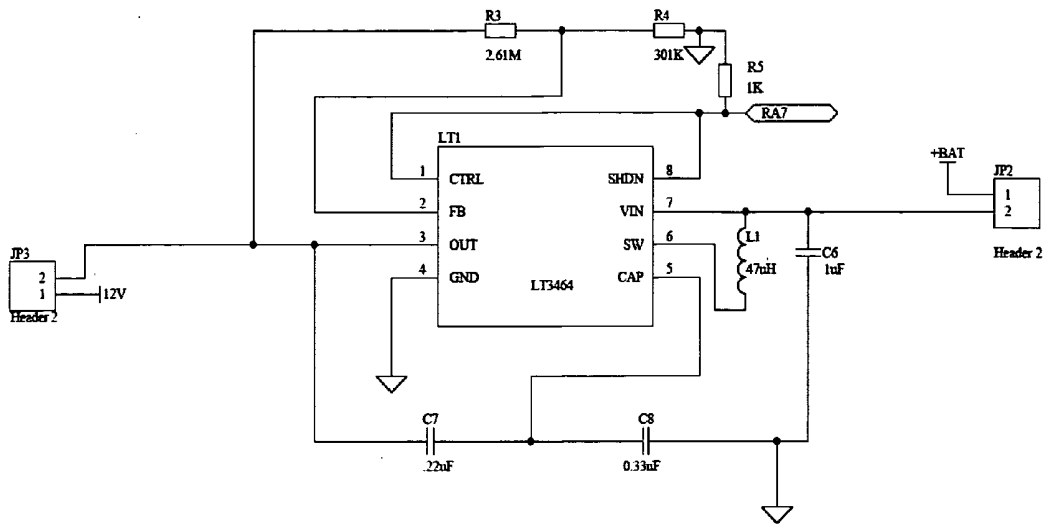 R3
R4
2.61M
301K
R5
1K
RA7
LT1
+BAT
JP2
1
CTRL
SHDN
8
1
2
FB
VIN
7
2
3
OUT
SW
6
L1
47uH
C6
1uF
Header 2
JP3
2
1
12V
Header 2
4
GND
CAP
5
LT3464
C7
.22uF
C8
0.33uF